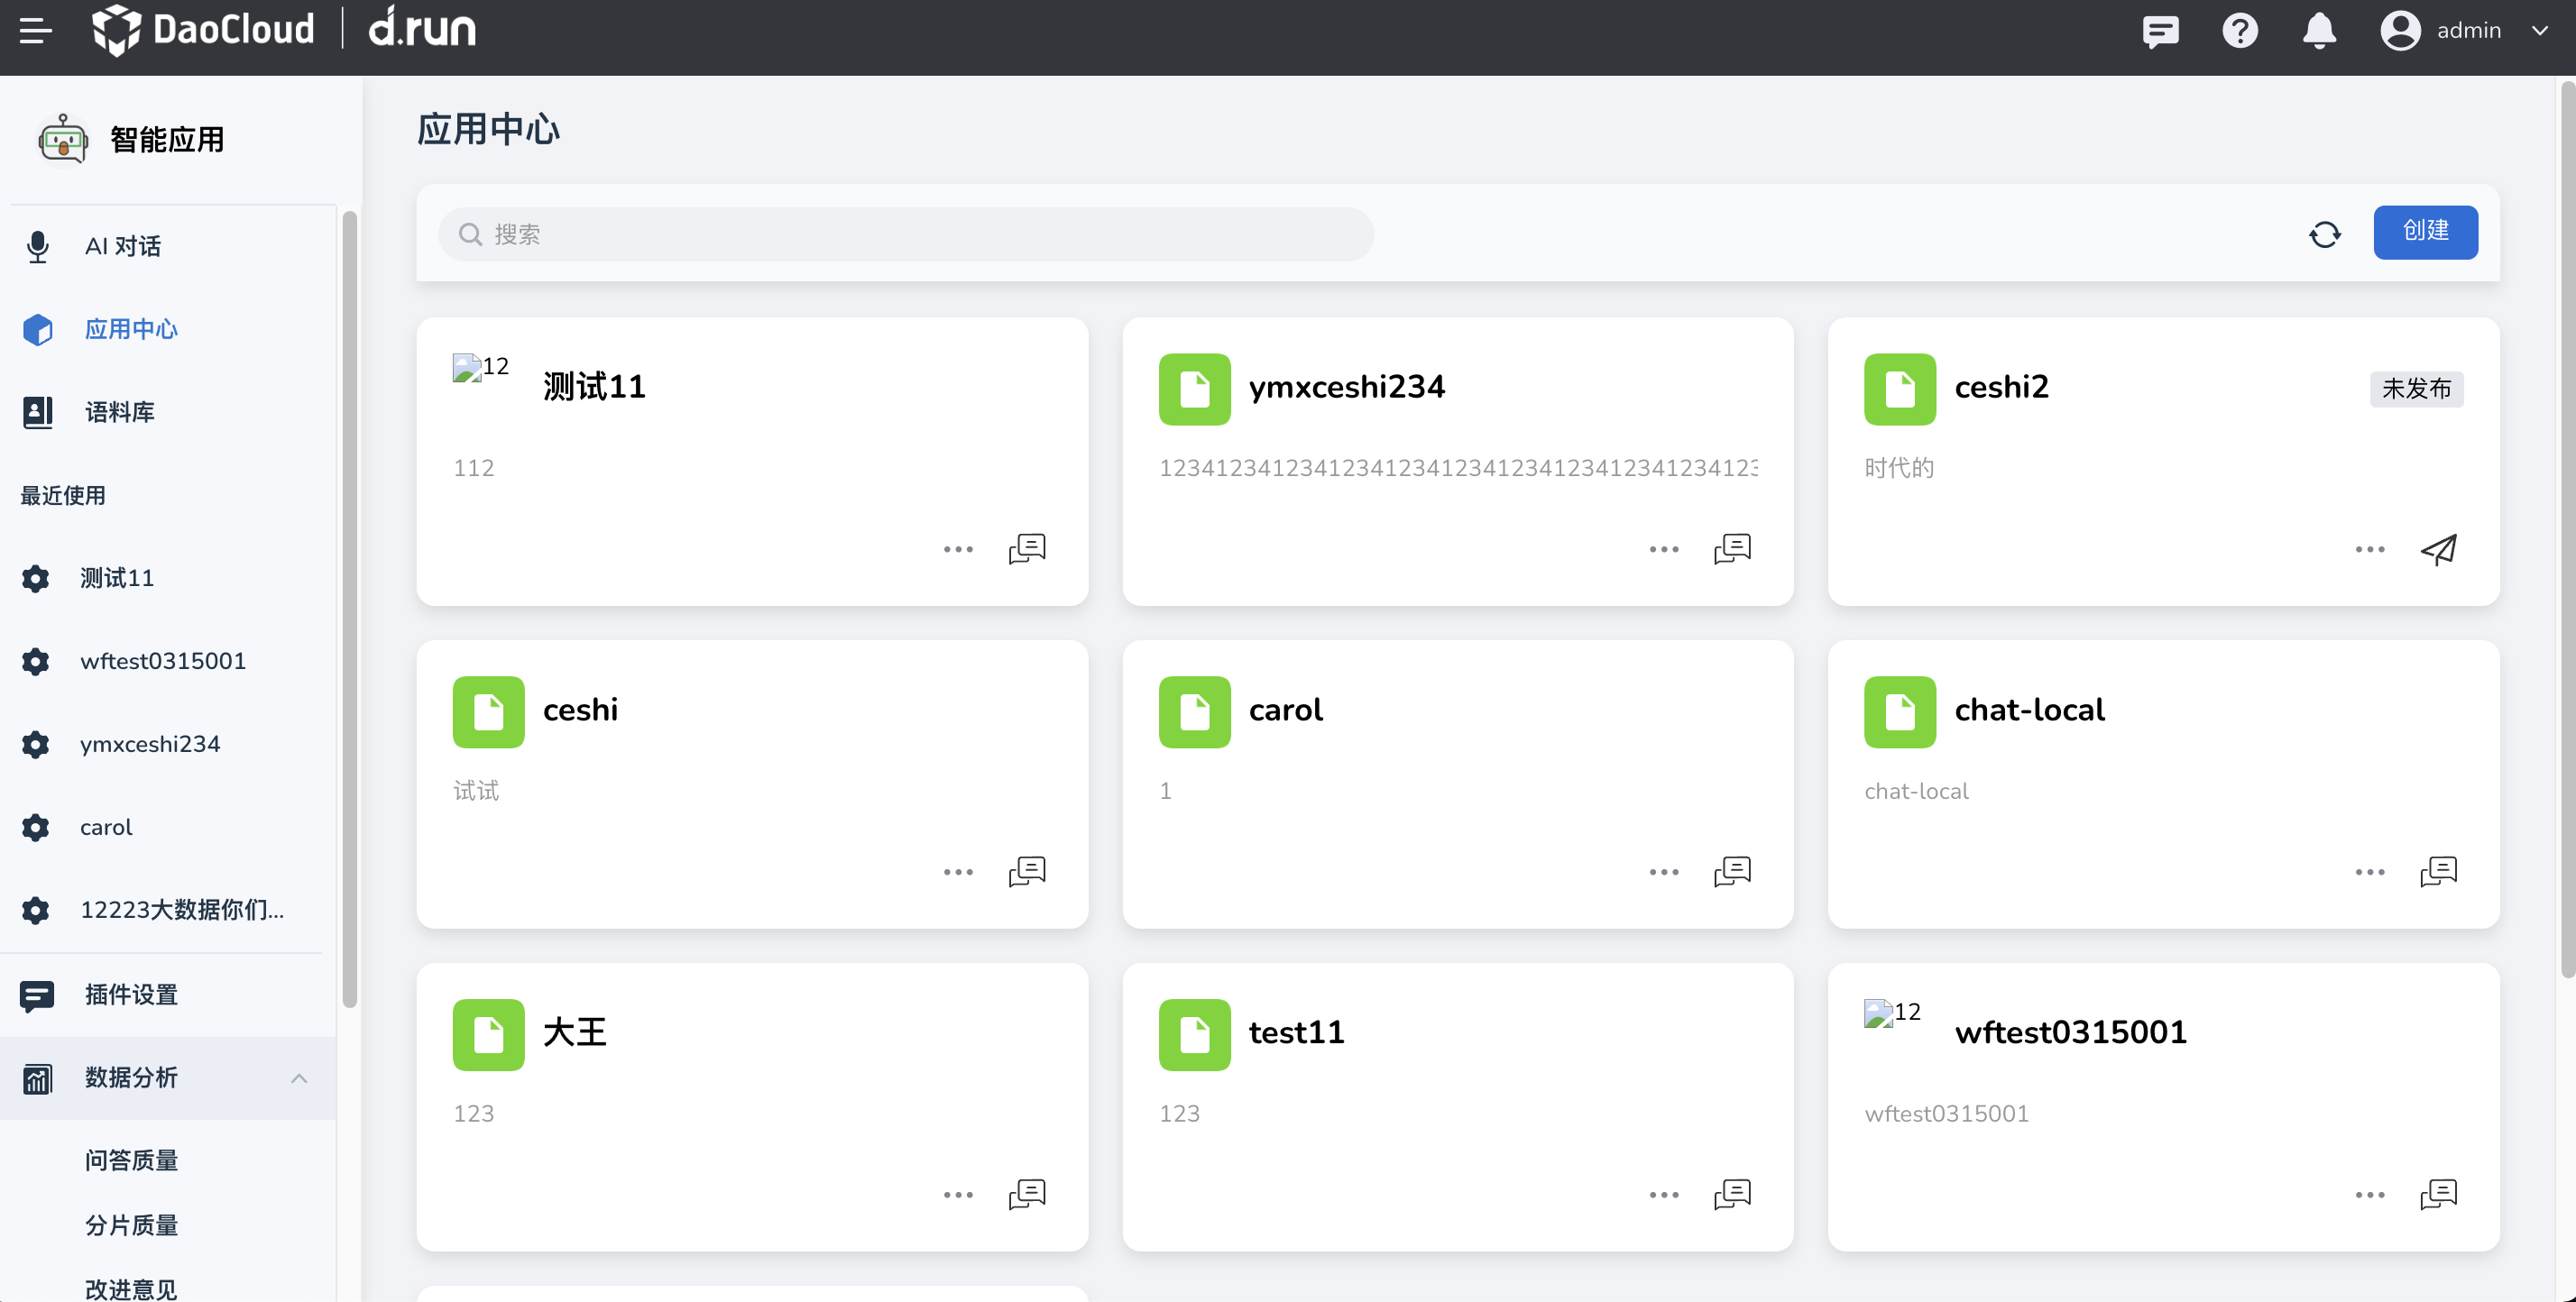 DaoCloud | d.run
admin
智能应用
AI 对话
应用中心
语料库
最近使用
测试11
wftest0315001
ymxceshi234
carol
12223大数据你们...
插件设置
数据分析
问答质量
分片质量
改进意见
应用中心
搜索
创建
12
测试11
112
ymxceshi234
1234123412341234123412341234123412341234123
ceshi2
未发布
时代的
ceshi
试试
carol
1
chat-local
chat-local
大王
123
test11
123
12
wftest0315001
wftest0315001